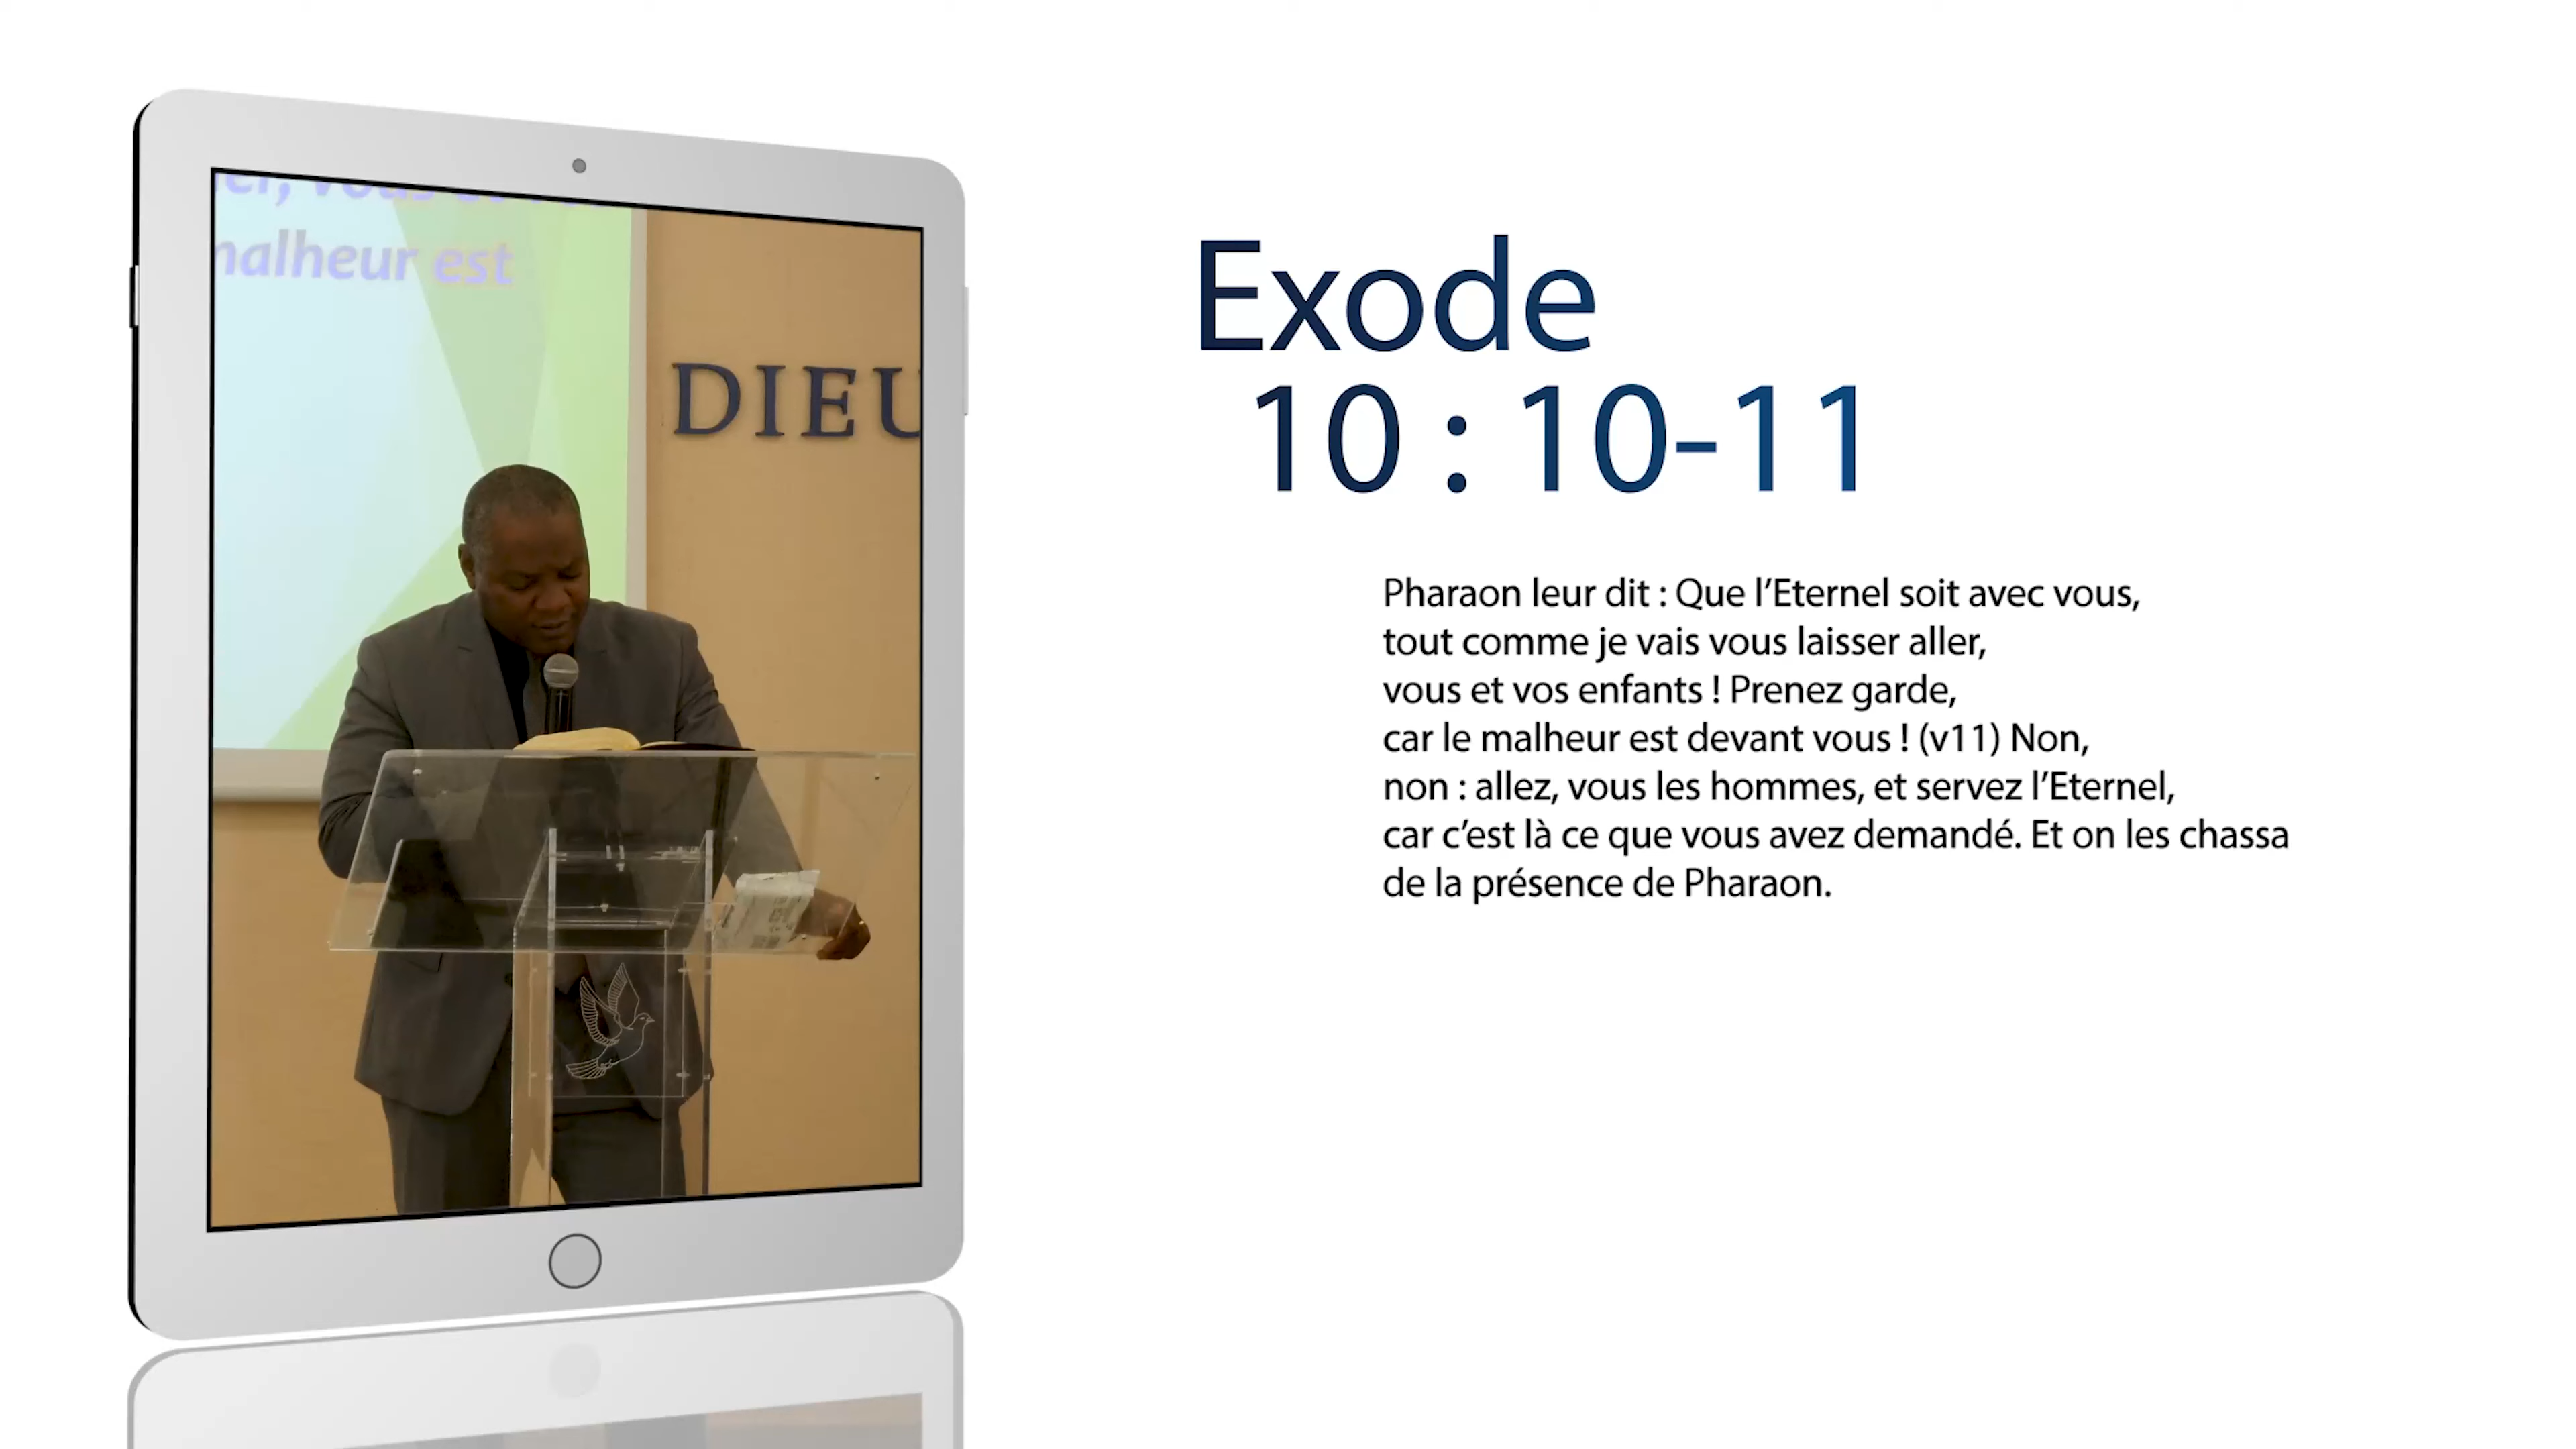 malheur est
DIEU
Exode
10 : 10-11
Pharaon leur dit : Que l’Eternel soit avec vous,
tout comme je vais vous laisser aller,
vous et vos enfants ! Prenez garde,
car le malheur est devant vous ! (v11) Non,
non : allez, vous les hommes, et servez l’Eternel,
car c’est là ce que vous avez demandé. Et on les chassa
de la présence de Pharaon.